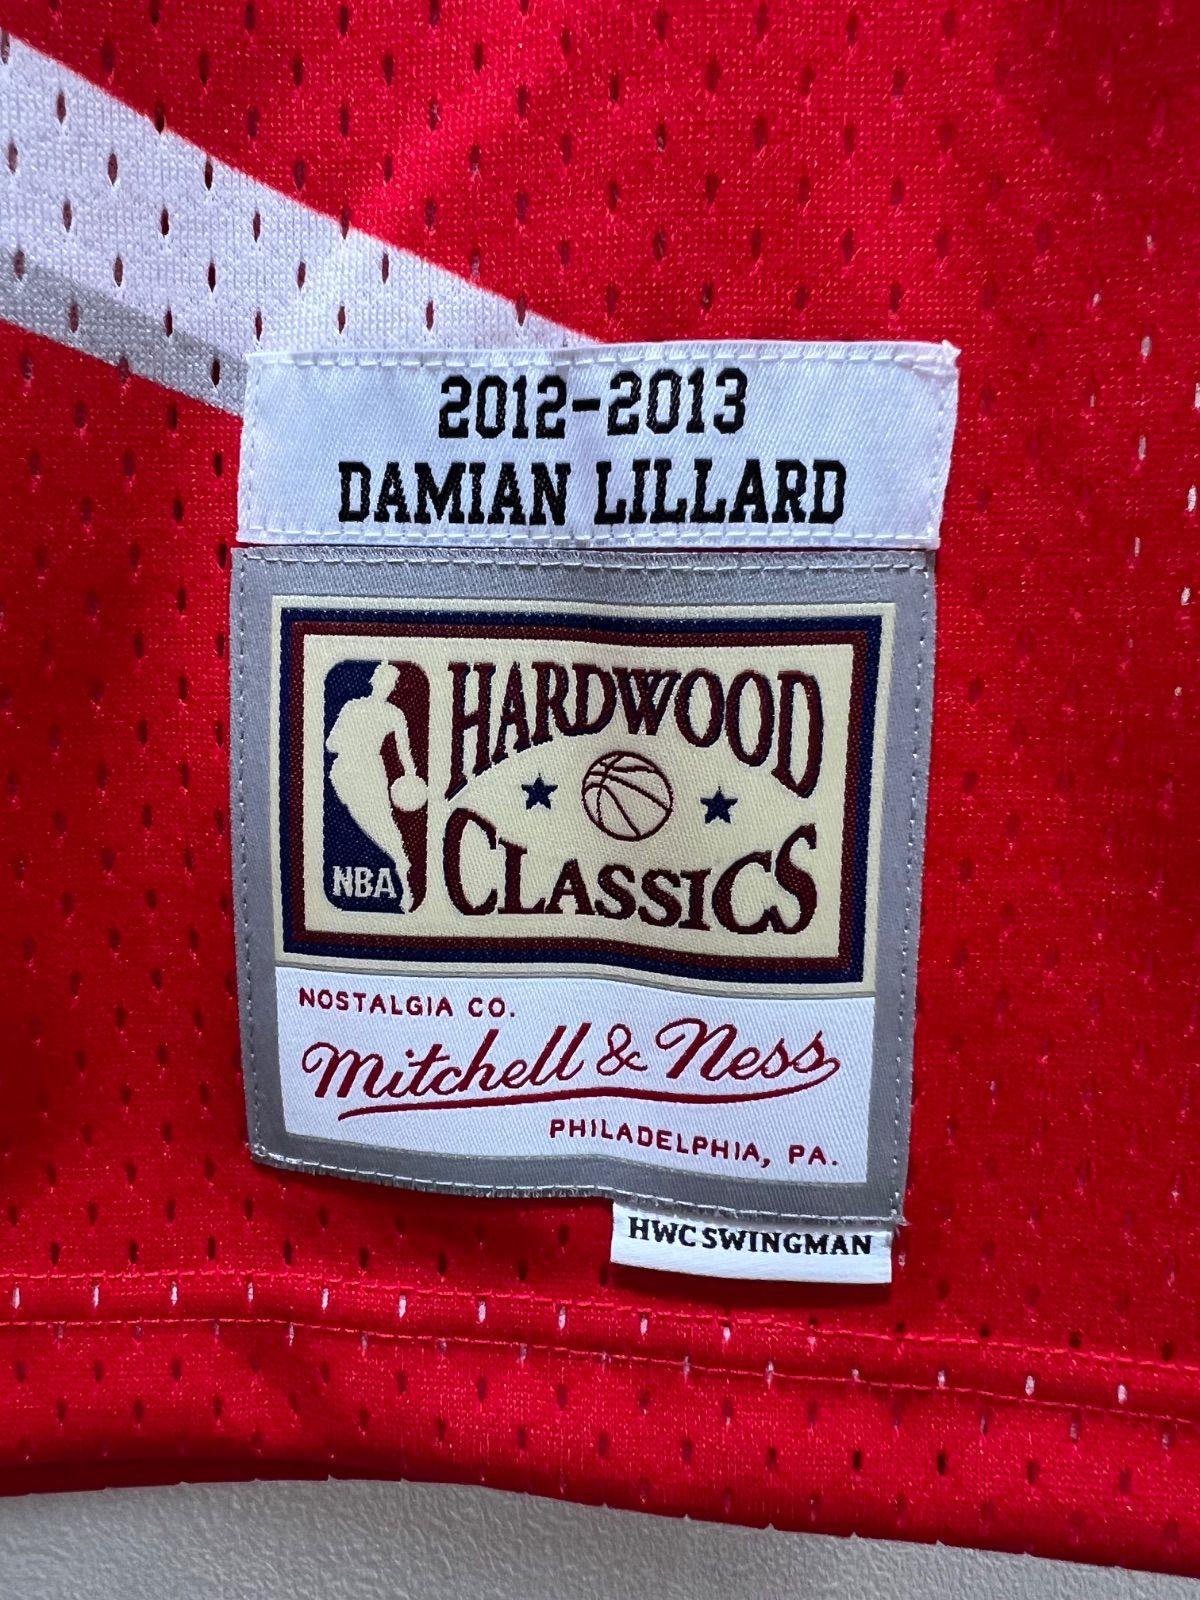 2012-2013
DAMIAN LILLARD
HARDWOOD
CLASSICS
NBA
NOSTALGIA CO.
Mitchell & Ness
PHILADELPHIA, PA.
HWC SWINGMAN